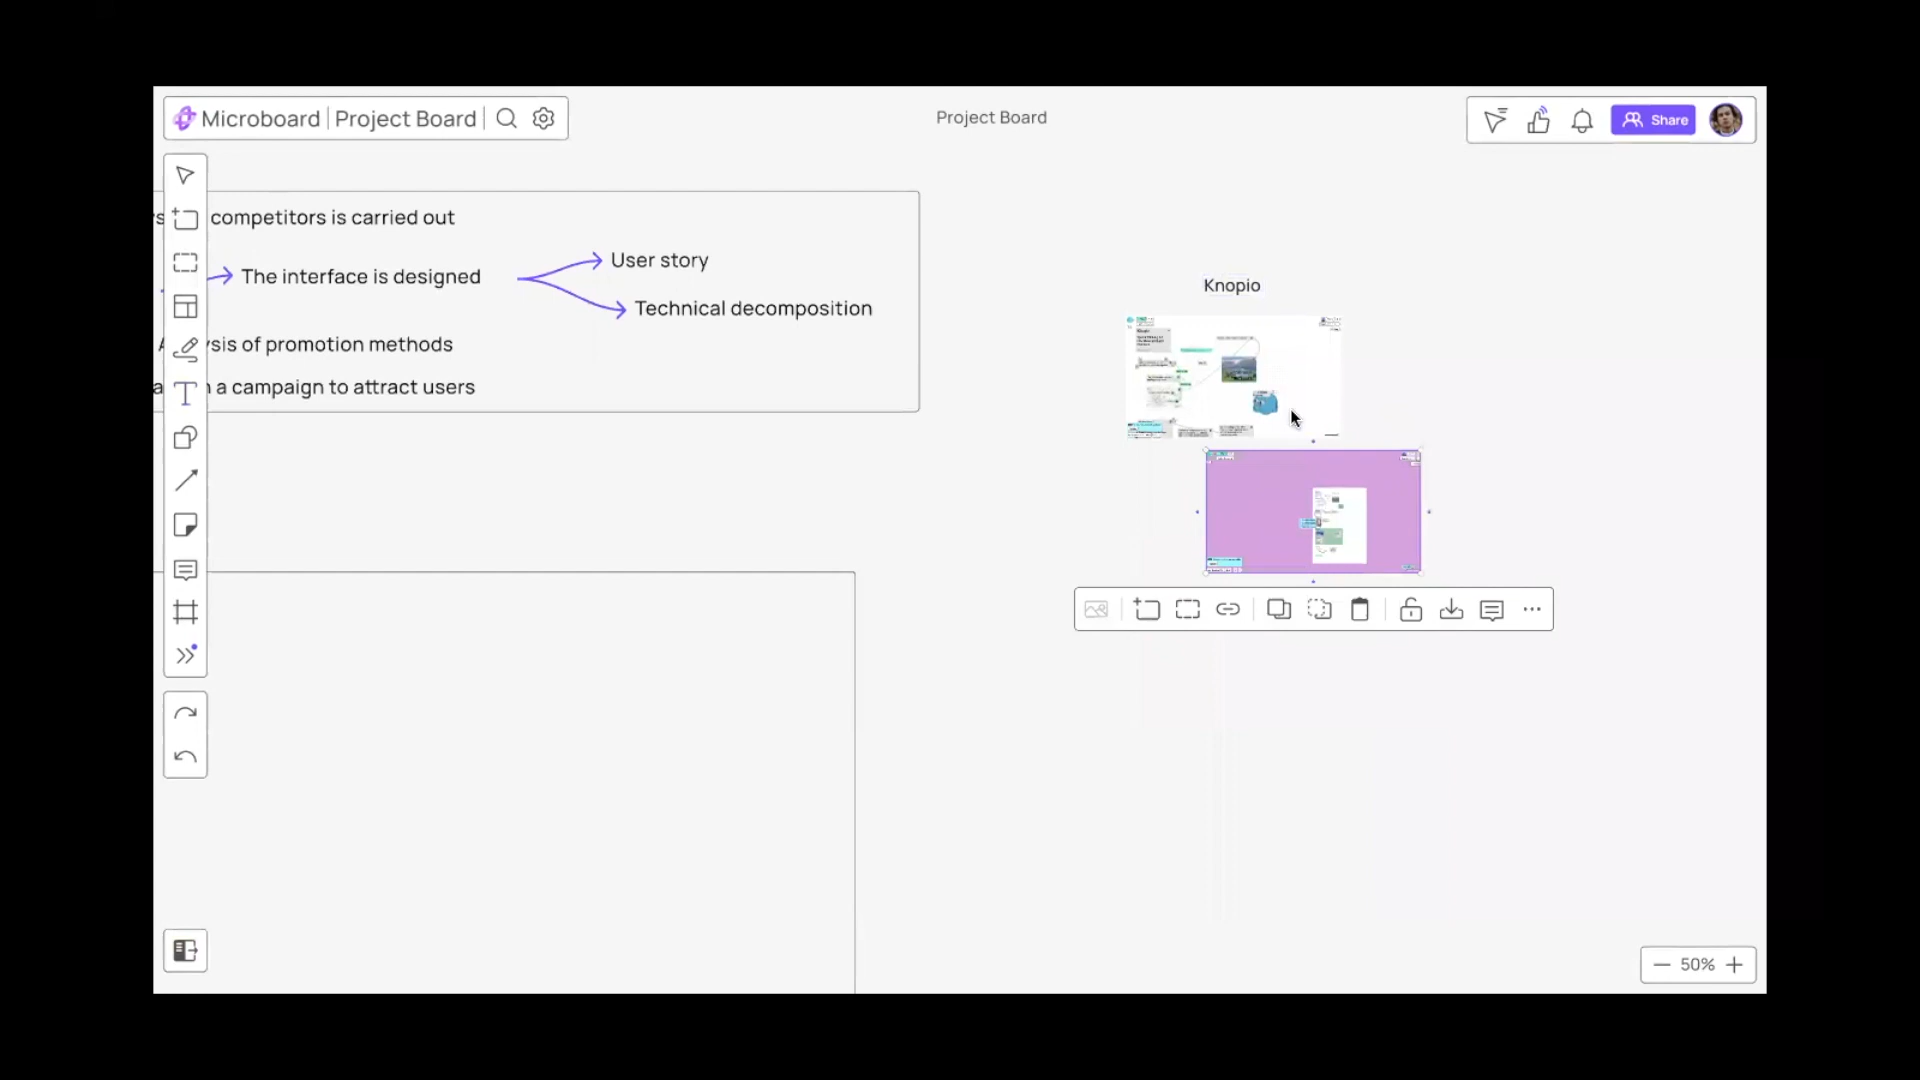 Microboard
Project Board
Project Board
Share
competitors is carried out
The interface is designed
User story
Technical decomposition
sis of promotion methods
a campaign to attract users
Knopio
50%